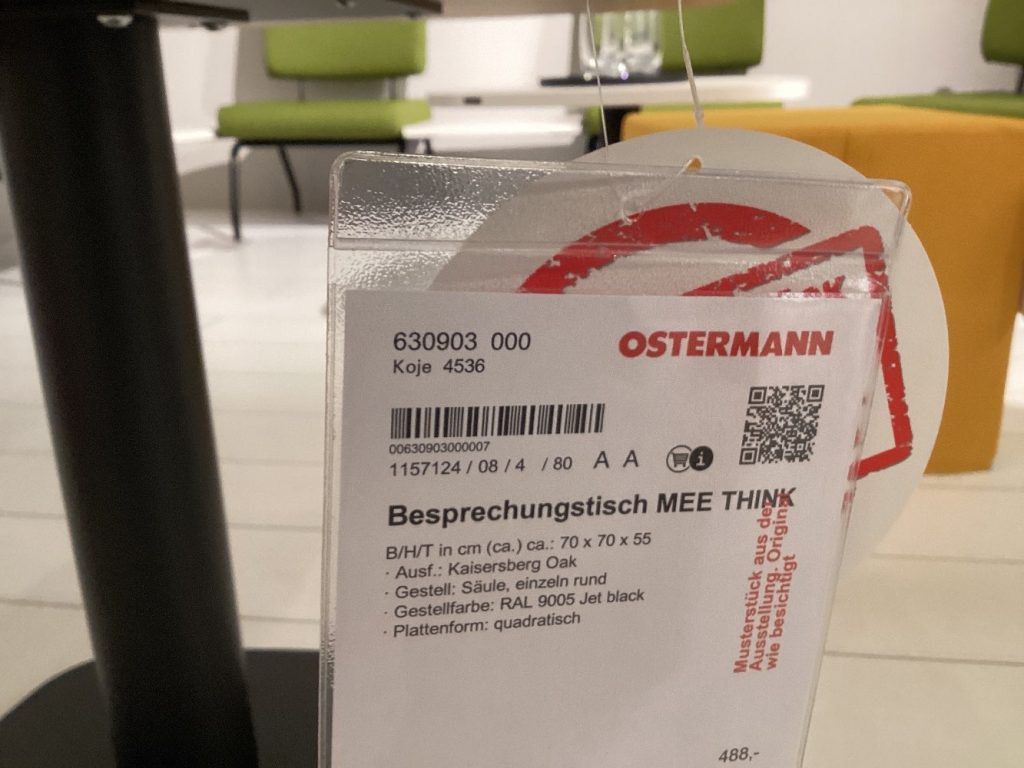 630903 000
OSTERMANN
Koje 4536
00630903000007
1157124 / 08 / 4 / 80 A A
i
Besprechungstisch MEE THINK
B/H/T in cm (ca.) ca.: 70 x 70 x 55
· Ausf.: Kaisersberg Oak
· Gestell: Säule, einzeln rund
· Gestellfarbe: RAL 9005 Jet black
· Plattenform: quadratisch
Musterstück aus der
Ausstellung. Original
wie besichtigt
488,-